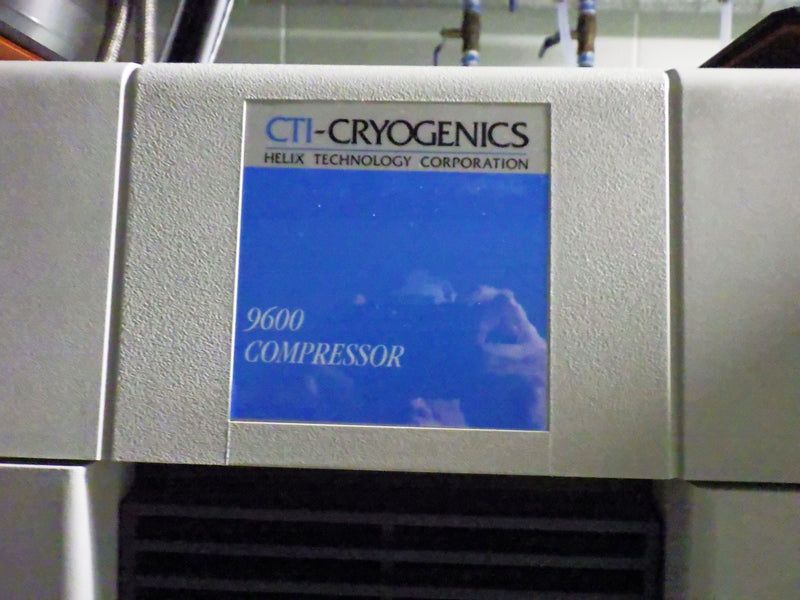 CTI-CRYOGENICS
HELIX TECHNOLOGY CORPORATION
9600
COMPRESSOR